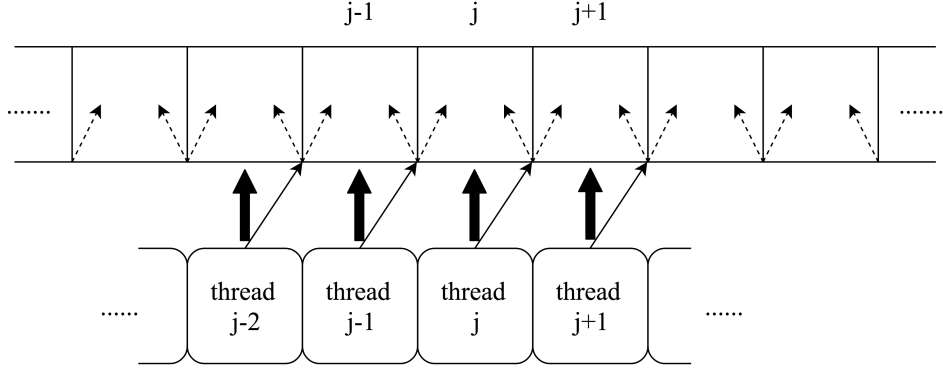 j-1 j j+1
....... .......
thread thread thread thread
...... j-2 j-1 j j+1 ......